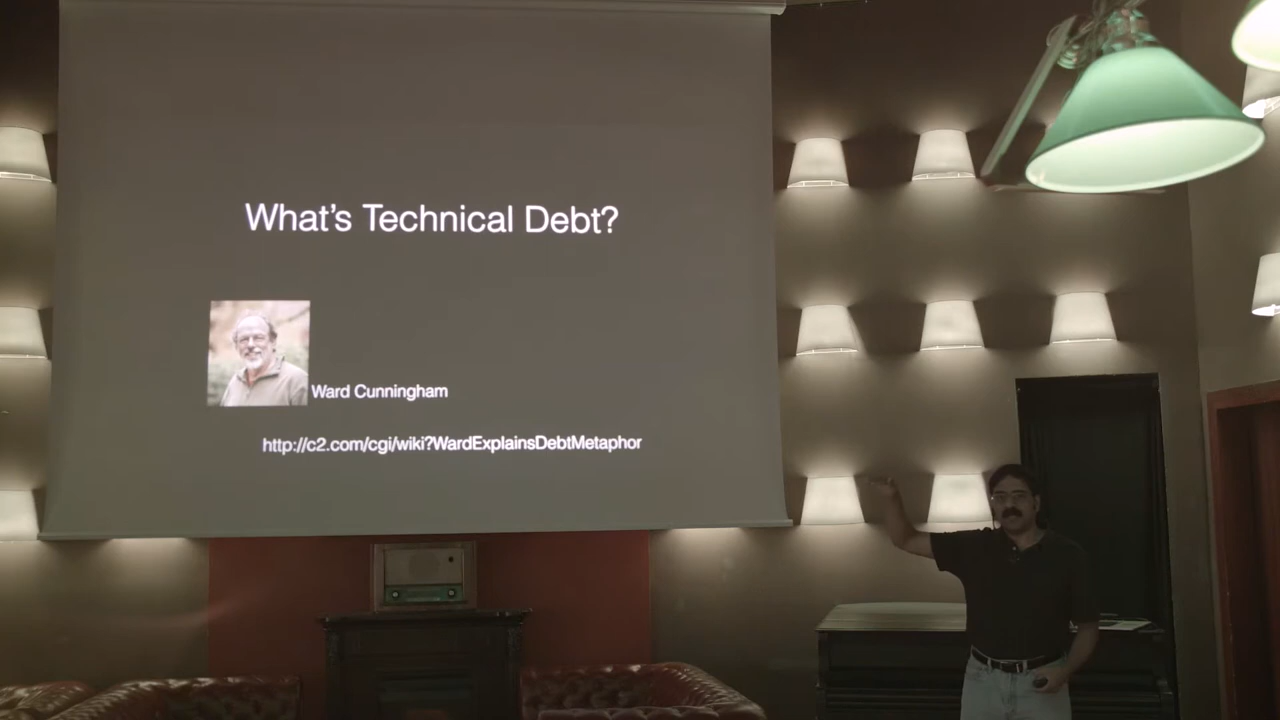 What's Technical Debt?
Ward Cunningham
http://c2.com/cgi/wiki?WardExplainsDebtMetaphor